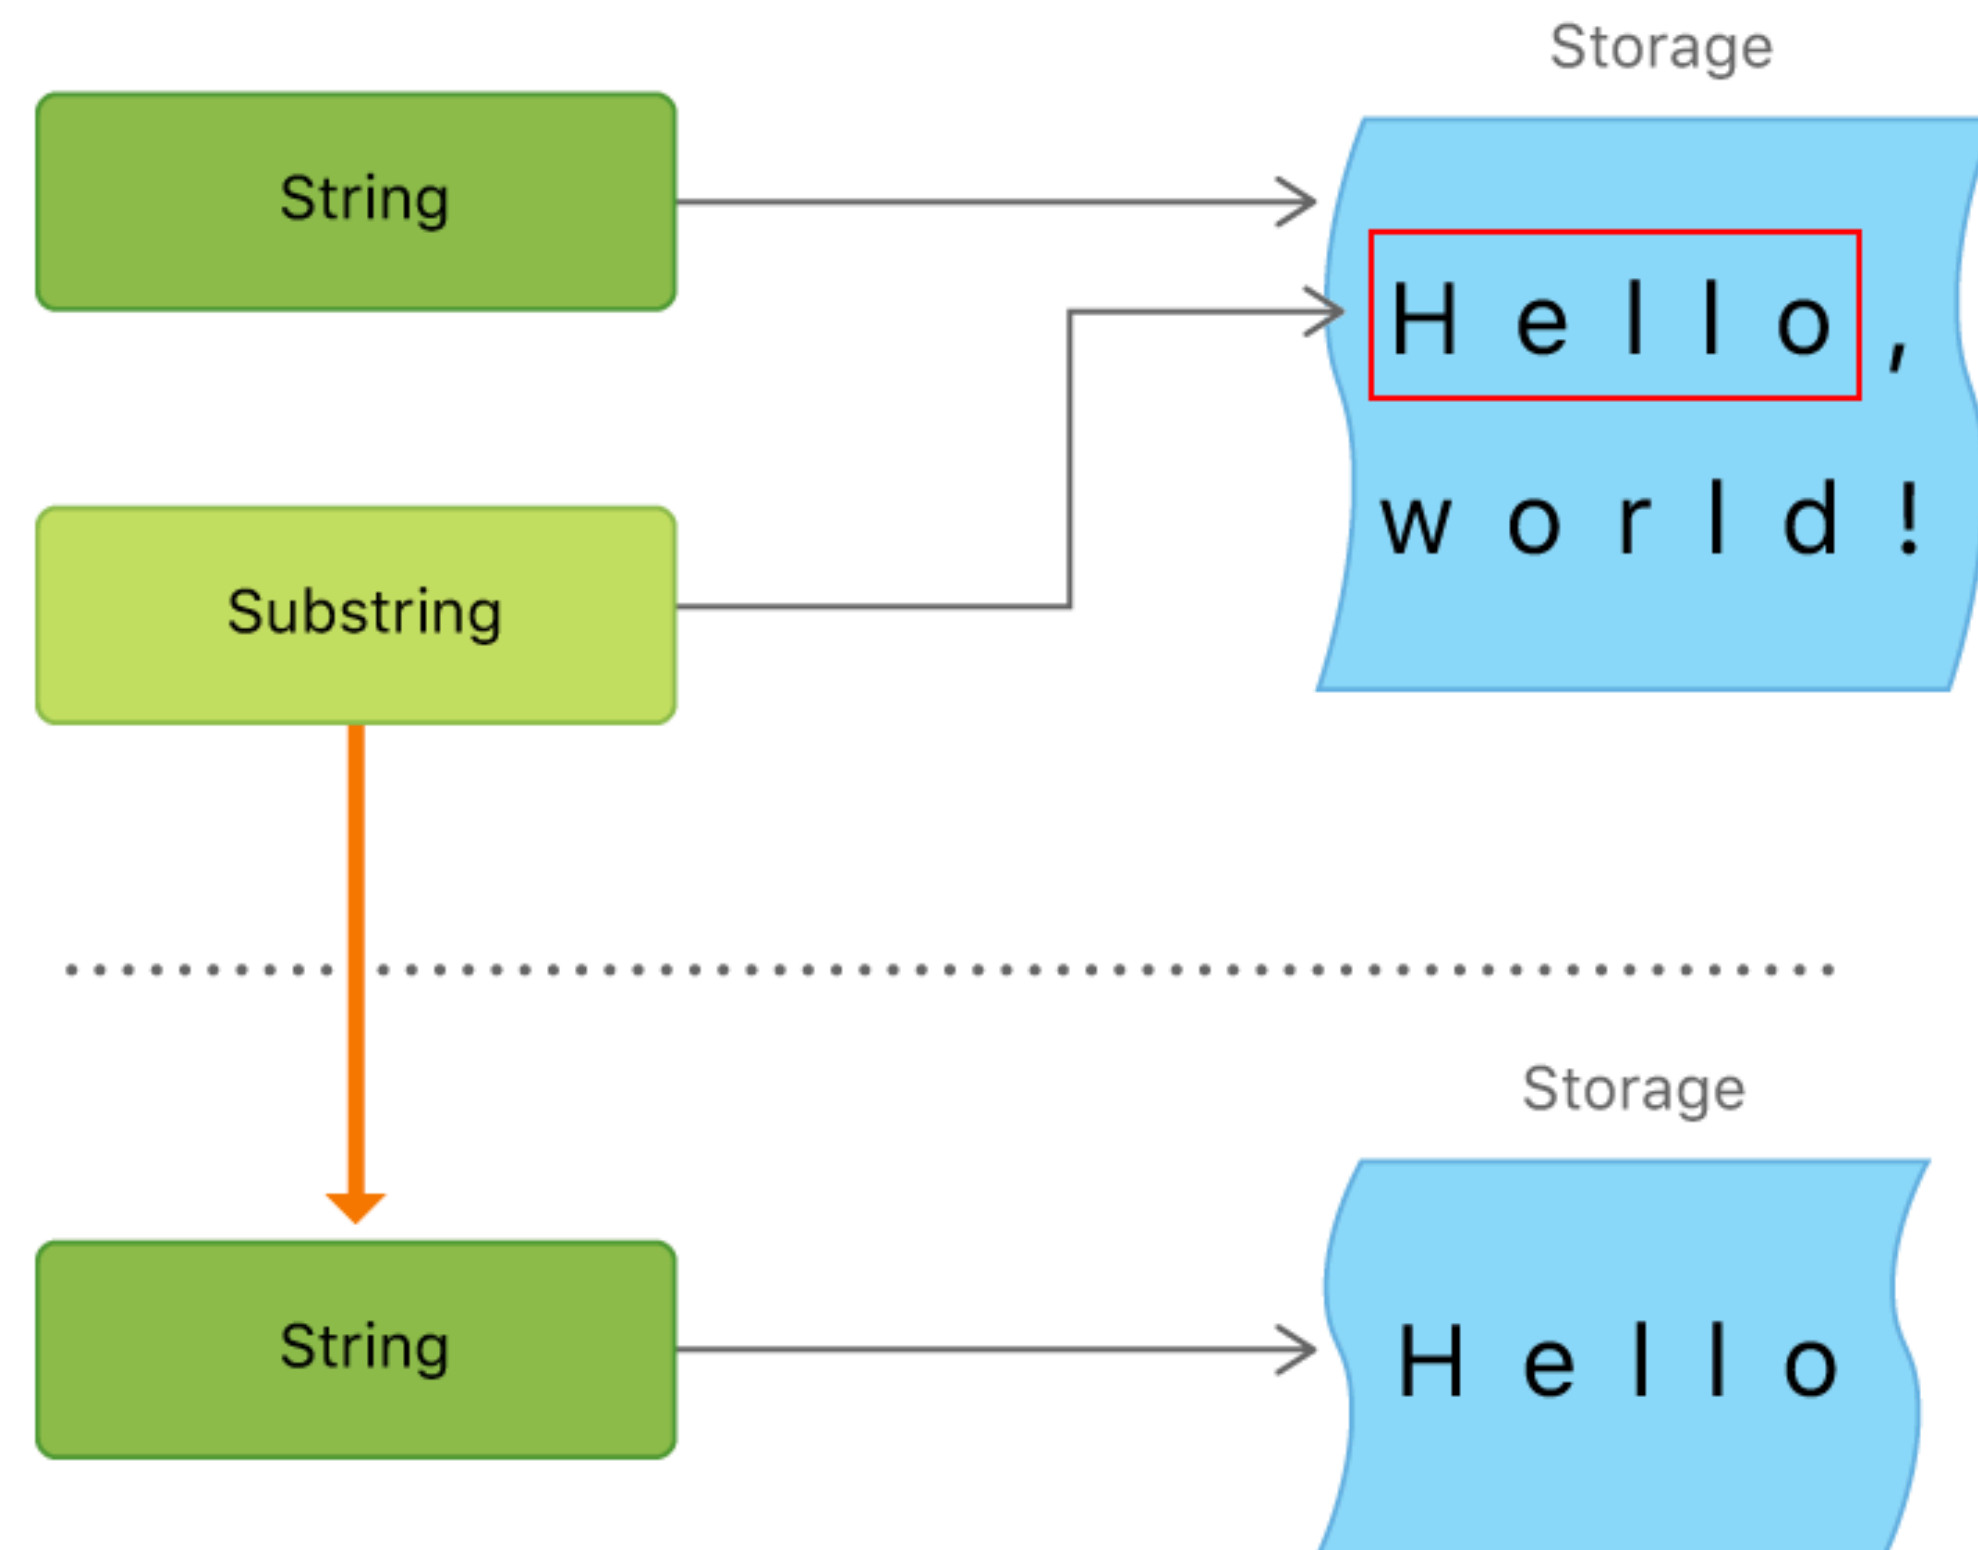 Storage
String
H e l l o ,
w o r l d !
Substring
Storage
String
H e l l o